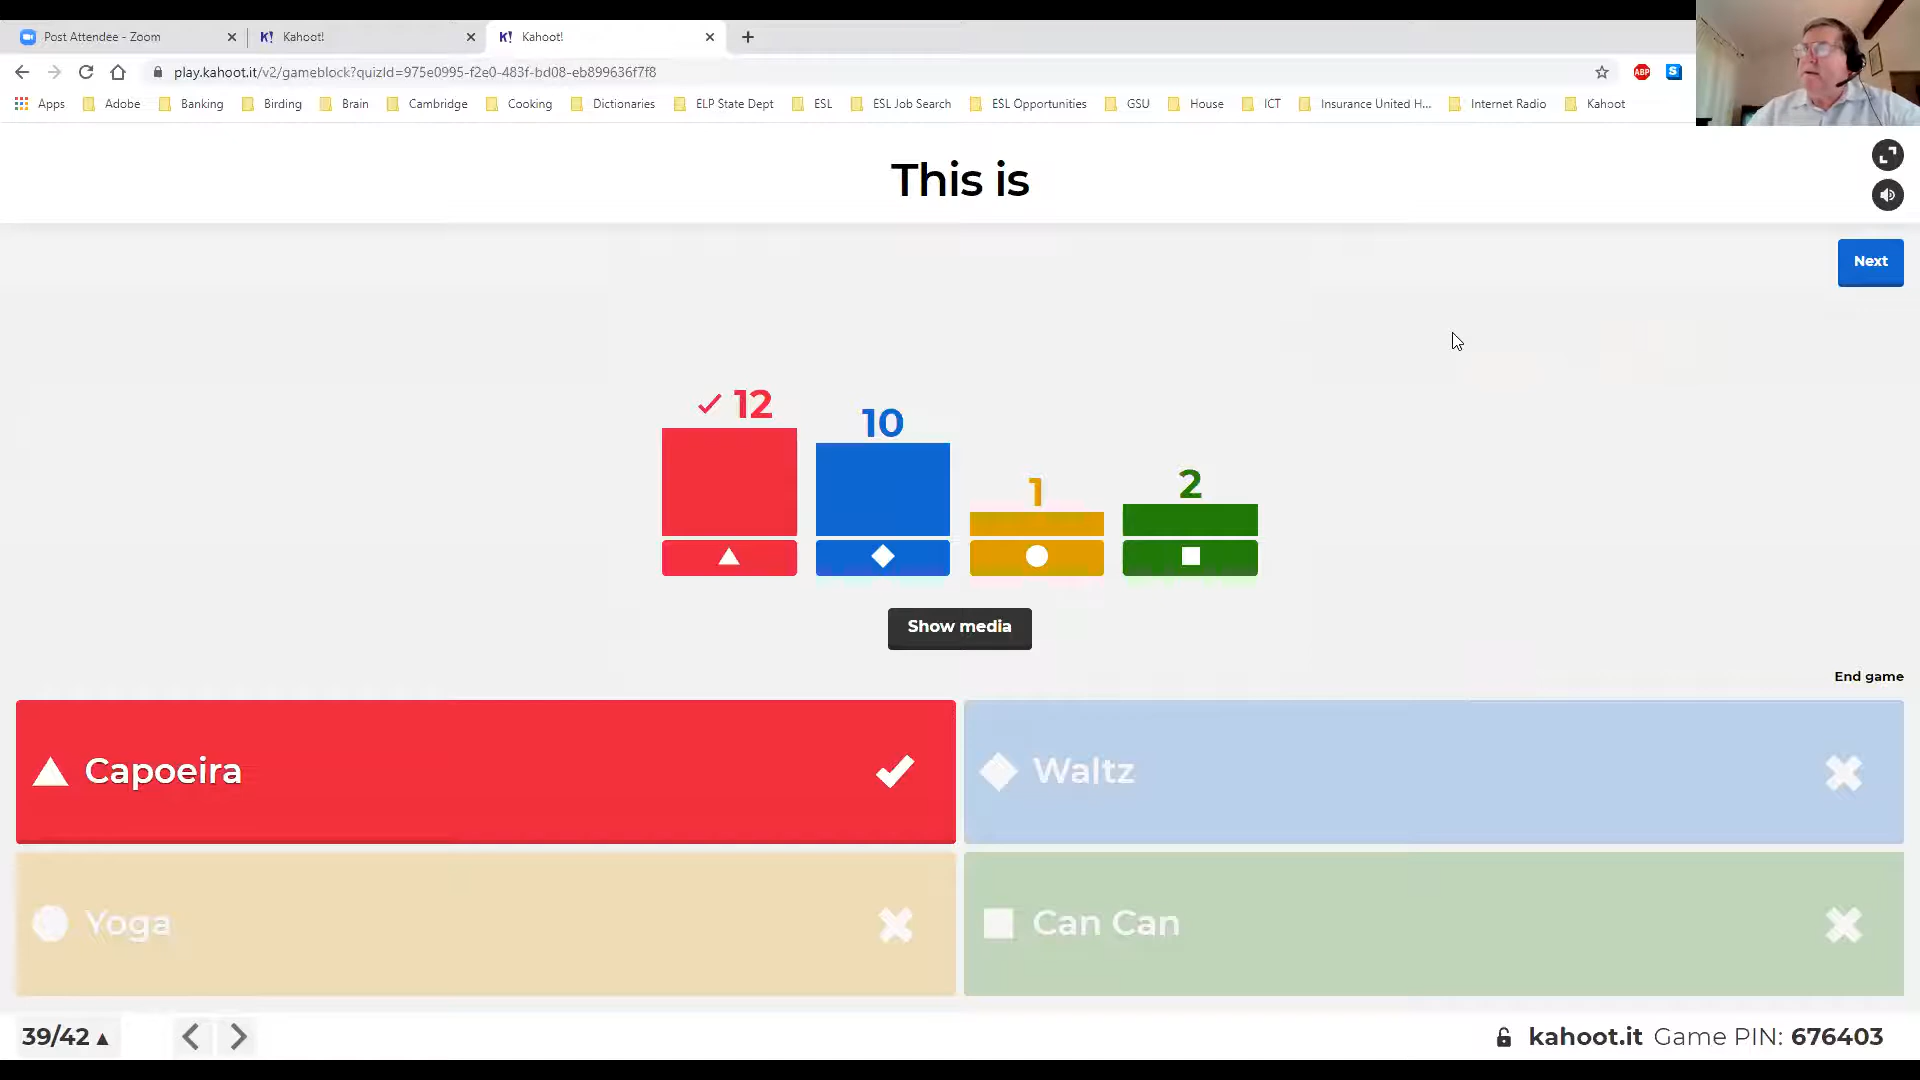 Post Attendee - Zoom
Kahoot!
Kahoot!
play.kahoot.it/v2/gameblock?quizId=975e0995-f2e0-483f-bd08-eb899636f7f8
ABP
S
Apps Adobe Banking Birding Brain Cambridge Cooking Dictionaries ELP State Dept ESL ESL Job Search ESL Opportunities GSU House ICT Insurance United H... Internet Radio Kahoot
This is
Next
12
10
1
2
Show media
End game
Capoeira
Waltz
Yoga
Can Can
39/42
kahoot.it Game PIN: 676403